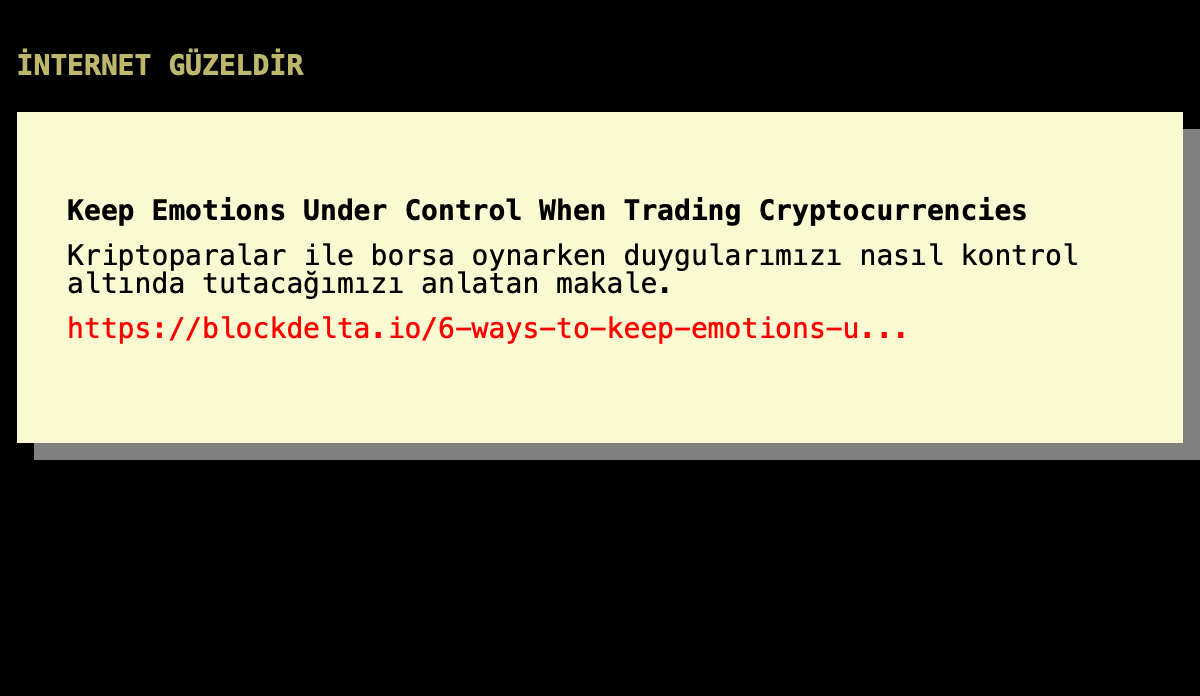 İNTERNET GÜZELDİR
Keep Emotions Under Control When Trading Cryptocurrencies
Kriptoparalar ile borsa oynarken duygularımızı nasıl kontrol
altında tutacağımızı anlatan makale.
https://blockdelta.io/6-ways-to-keep-emotions-u...